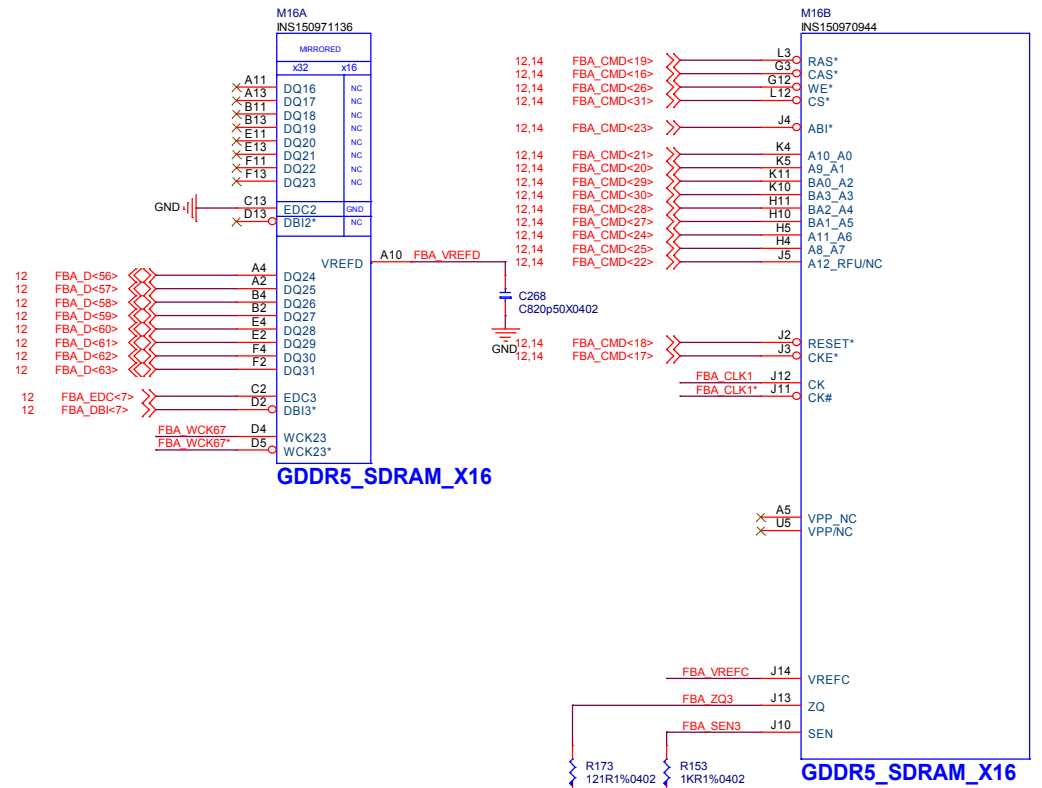 M16A
INS150971136
MIRRORED
x32 x16
A11 DQ16 NC
A13 DQ17 NC
B11 DQ18 NC
B13 DQ19 NC
E11 DQ20 NC
E13 DQ21 NC
F11 DQ22 NC
F13 DQ23 NC
GND C13 EDC2 GND
D13 DBI2* NC
VREFD A10 FBA_VREFD
12 FBA_D<56> A4 DQ24
12 FBA_D<57> A2 DQ25
12 FBA_D<58> B4 DQ26
12 FBA_D<59> B2 DQ27
12 FBA_D<60> E4 DQ28
12 FBA_D<61> E2 DQ29
12 FBA_D<62> F4 DQ30
12 FBA_D<63> F2 DQ31
12 FBA_EDC<7> C2 EDC3
12 FBA_DBI<7> D2 DBI3*
FBA_WCK67 D4 WCK23
FBA_WCK67* D5 WCK23*
GDDR5_SDRAM_X16
C268
C820p50X0402
GND
M16B
INS150970944
12,14 FBA_CMD<19> L3 RAS*
12,14 FBA_CMD<16> G3 CAS*
12,14 FBA_CMD<26> G12 WE*
12,14 FBA_CMD<31> L12 CS*
12,14 FBA_CMD<23> J4 ABI*
12,14 FBA_CMD<21> K4 A10_A0
12,14 FBA_CMD<20> K5 A9_A1
12,14 FBA_CMD<29> K11 BA0_A2
12,14 FBA_CMD<30> K10 BA3_A3
12,14 FBA_CMD<28> H11 BA2_A4
12,14 FBA_CMD<27> H10 BA1_A5
12,14 FBA_CMD<24> H5 A11_A6
12,14 FBA_CMD<25> H4 A8_A7
12,14 FBA_CMD<22> J5 A12_RFU/NC
12,14 FBA_CMD<18> J2 RESET*
12,14 FBA_CMD<17> J3 CKE*
FBA_CLK1 J12 CK
FBA_CLK1* J11 CK#
A5 VPP_NC
U5 VPP/NC
FBA_VREFC J14 VREFC
FBA_ZQ3 J13 ZQ
FBA_SEN3 J10 SEN
R173
121R1%0402
R153
1KR1%0402
GDDR5_SDRAM_X16